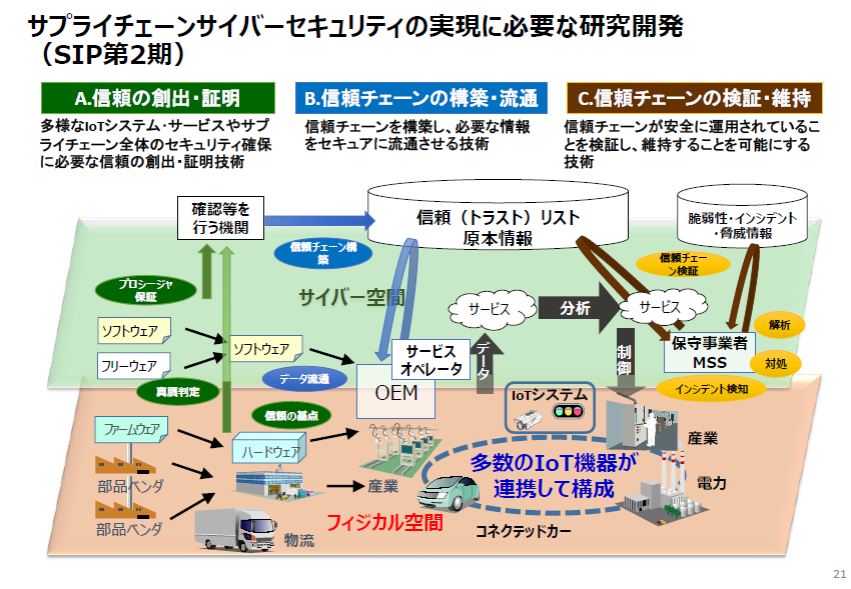 サプライチェーンサイバーセキュリティの実現に必要な研究開発
（SIP第2期）
A.信頼の創出・証明
多様なIoTシステム・サービスやサプ
ライチェーン全体のセキュリティ確保
に必要な信頼の創出・証明技術
B.信頼チェーンの構築・流通
信頼チェーンを構築し、必要な情報
をセキュアに流通させる技術
C.信頼チェーンの検証・維持
信頼チェーンが安全に運用されているこ
とを検証し、維持することを可能にする
技術
確認等を
行う機関
信頼（トラスト）リスト
原本情報
脆弱性・インシデント
・脅威情報
信頼チェーン構
築
信頼チェー
ン検証
プロシージャ
保証
サイバー空間
サービス
分析
サービス
ソフトウェア
フリーウェア
ソフトウェア
サービス
オペレータ
データ
制御
保守事業者
MSS
解析
対処
真贋判定
データ流通
OEM
インシデント検知
IoTシステム
信頼の基点
ファームウェア
ハードウェア
産業
部品ベンダ
多数のIoT機器が
連携して構成
産業
電力
部品ベンダ
物流
フィジカル空間
コネクテッドカー
21